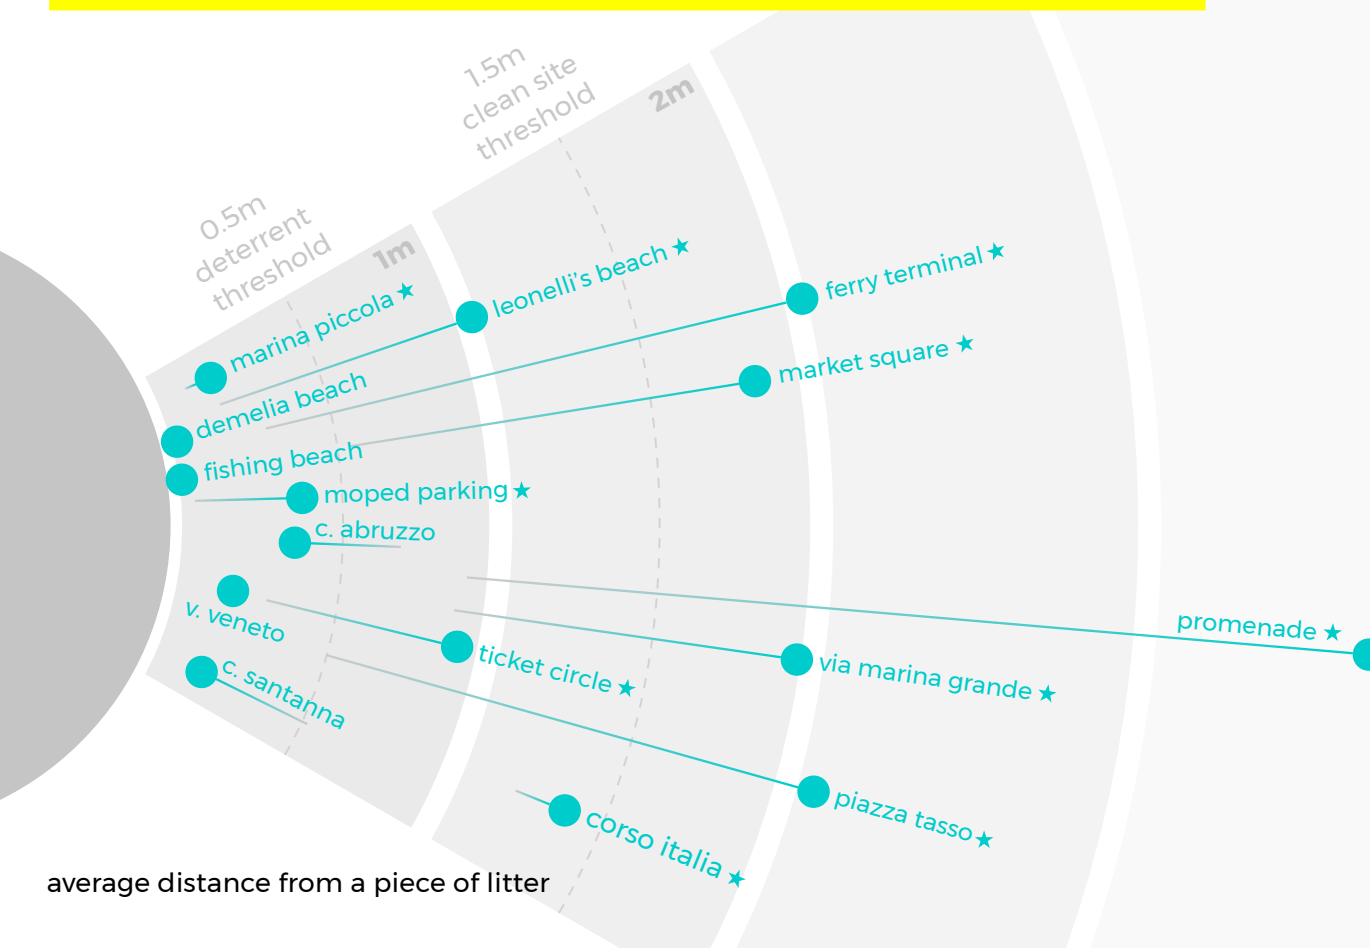 1.5m
clean site
threshold
2m
0.5m
deterrent
threshold
1m
leonelli's beach ★
ferry terminal ★
marina piccola ★
market square ★
demelia beach
fishing beach
moped parking ★
c. abruzzo
v. veneto
promenade ★
ticket circle ★
via marina grande ★
c. santanna
piazza tasso ★
corso italia ★
average distance from a piece of litter